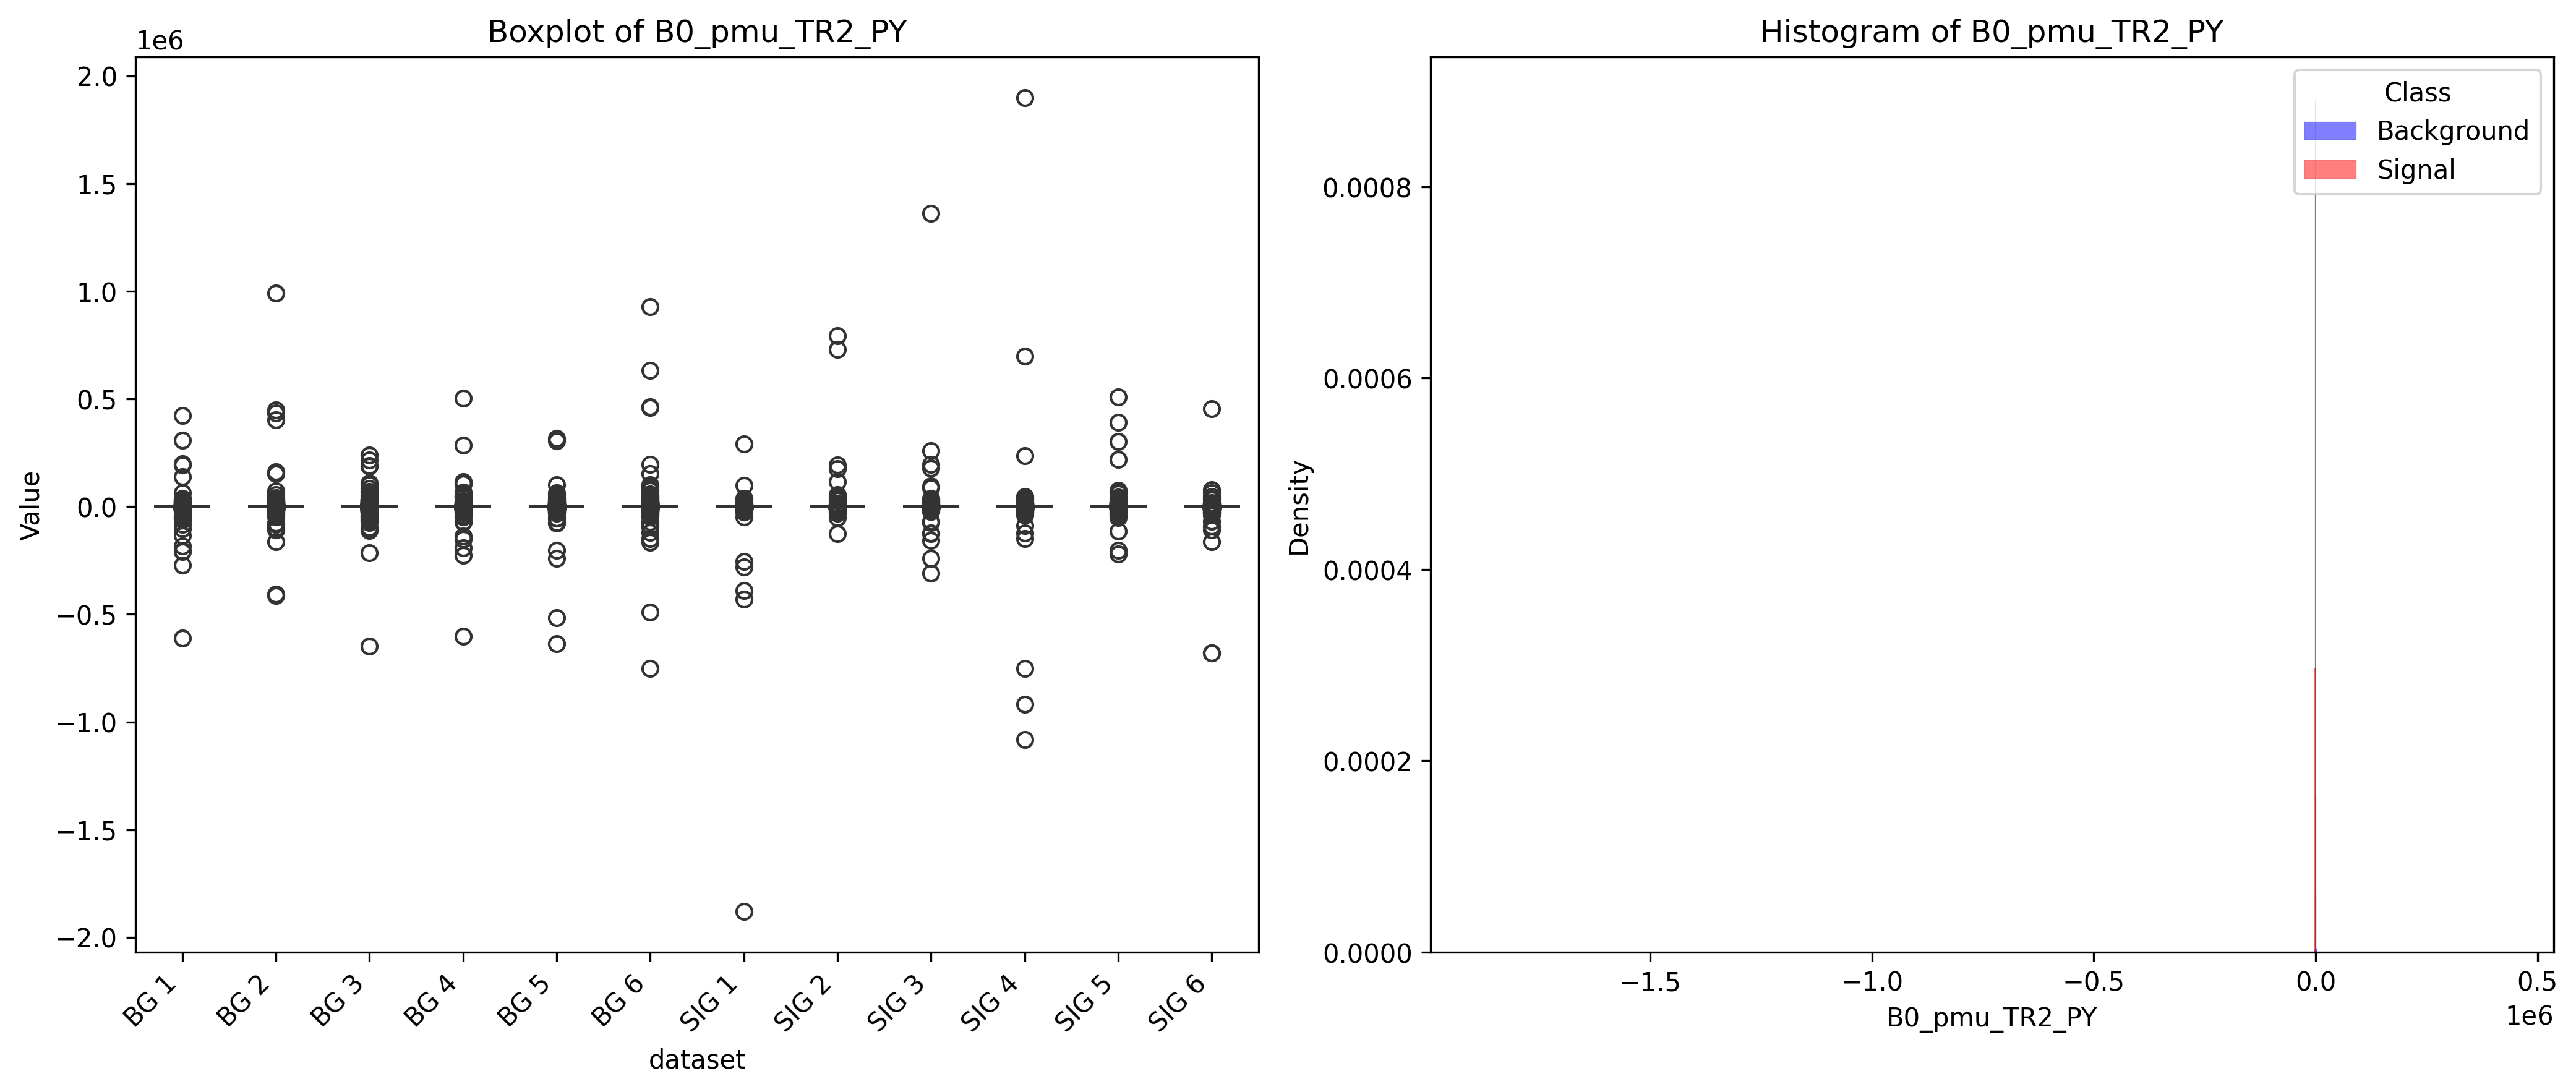 Boxplot of B0_pmu_TR2_PY
1e6
2.0
1.5
1.0
0.5
0.0
−0.5
−1.0
−1.5
−2.0
Value
BG 1
BG 2
BG 3
BG 4
BG 5
BG 6
SIG 1
SIG 2
SIG 3
SIG 4
SIG 5
SIG 6
dataset
Histogram of B0_pmu_TR2_PY
Class
Background
Signal
0.0008
0.0006
0.0004
0.0002
0.0000
Density
−1.5
−1.0
−0.5
0.0
0.5
1e6
B0_pmu_TR2_PY